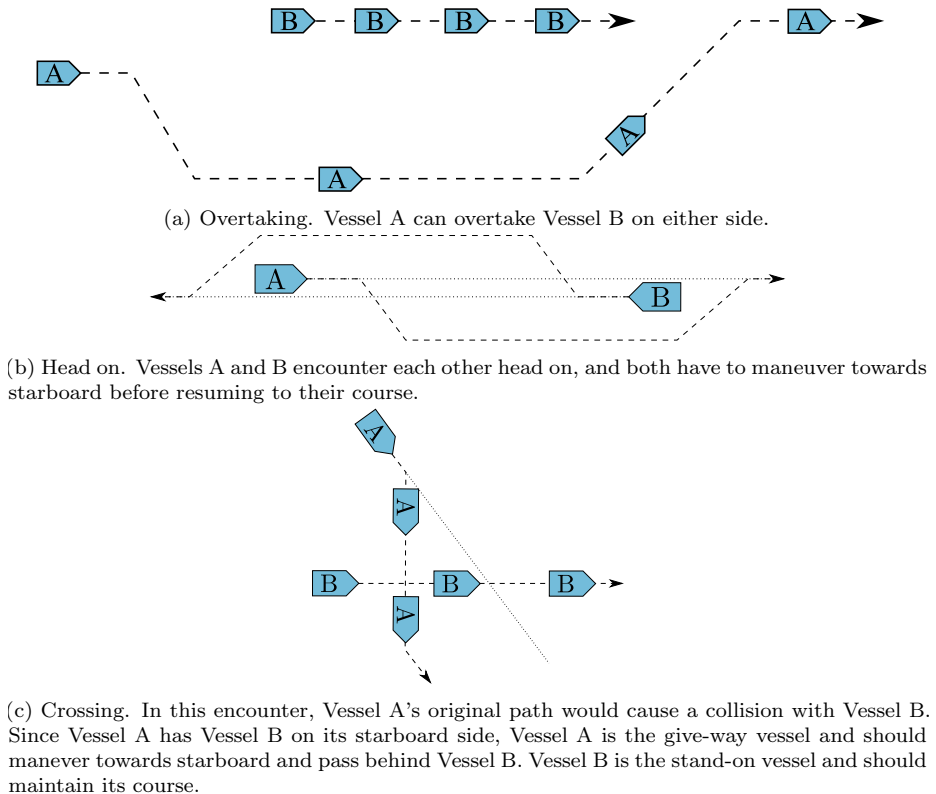 B B B B A
A
A
A
(a) Overtaking. Vessel A can overtake Vessel B on either side.
A
B
(b) Head on. Vessels A and B encounter each other head on, and both have to maneuver towards
starboard before resuming to their course.
A
A
B B B
A
(c) Crossing. In this encounter, Vessel A's original path would cause a collision with Vessel B.
Since Vessel A has Vessel B on its starboard side, Vessel A is the give-way vessel and should
manever towards starboard and pass behind Vessel B. Vessel B is the stand-on vessel and should
maintain its course.